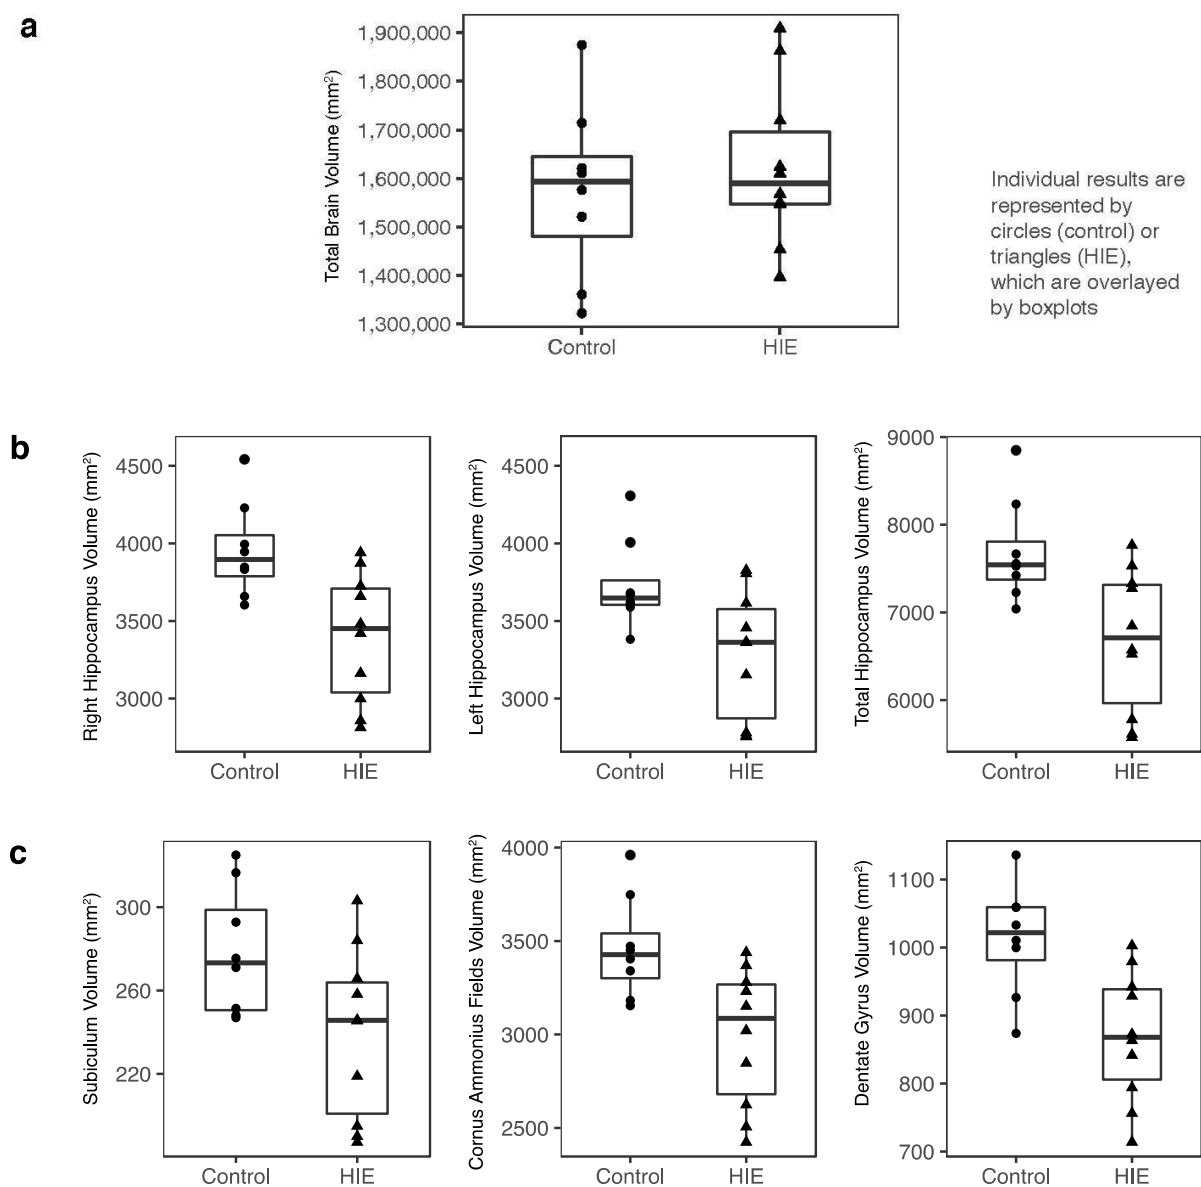 a
Total Brain Volume (mm²)
1,900,000
1,800,000
1,700,000
1,600,000
1,500,000
1,400,000
1,300,000
Control
HIE
Individual results are
represented by
circles (control) or
triangles (HIE),
which are overlayed
by boxplots
b
Right Hippocampus Volume (mm²)
4500
4000
3500
3000
Control
HIE
Left Hippocampus Volume (mm²)
4500
4000
3500
3000
Control
HIE
Total Hippocampus Volume (mm²)
9000
8000
7000
6000
Control
HIE
c
Subiculum Volume (mm²)
300
260
220
Control
HIE
Cornus Ammonius Fields Volume (mm²)
4000
3500
3000
2500
Control
HIE
Dentate Gyrus Volume (mm²)
1100
1000
900
800
700
Control
HIE